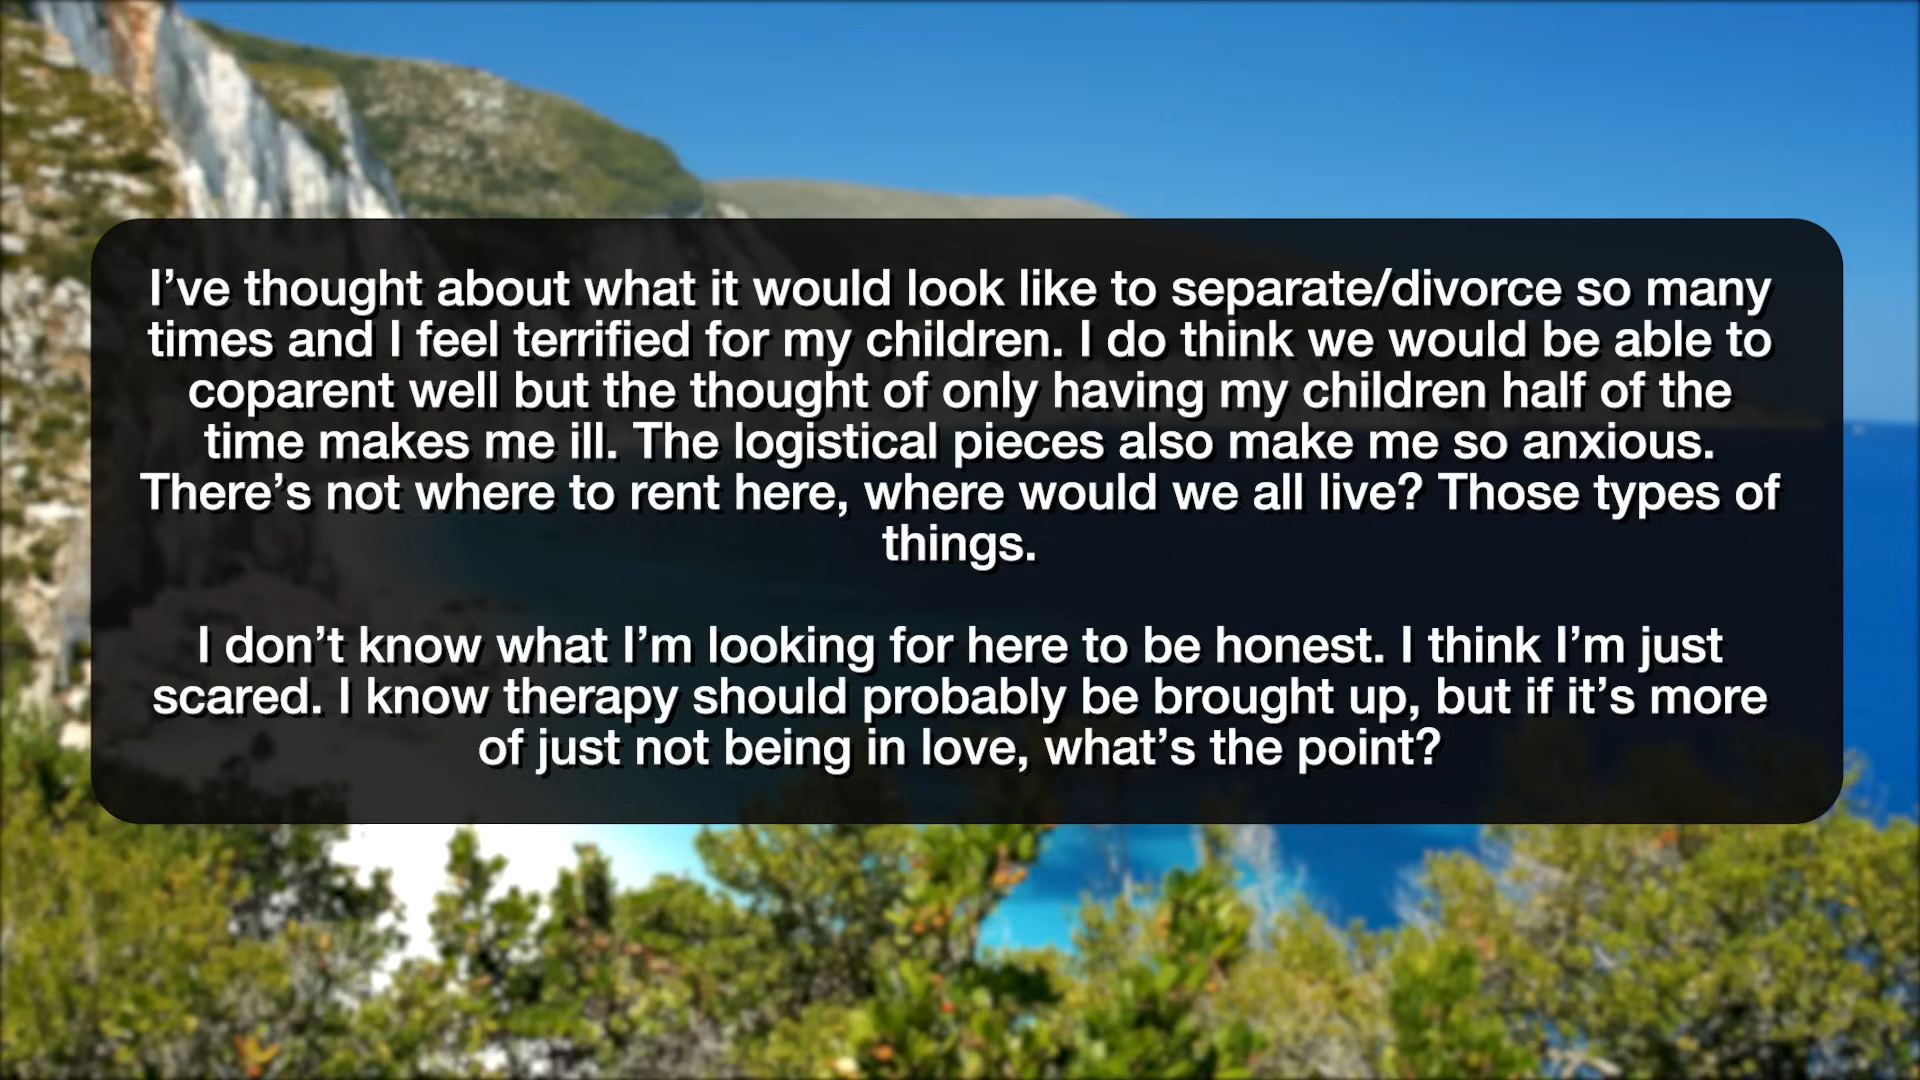 I’ve thought about what it would look like to separate/divorce so many
times and I feel terrified for my children. I do think we would be able to
coparent well but the thought of only having my children half of the
time makes me ill. The logistical pieces also make me so anxious.
There’s not where to rent here, where would we all live? Those types of
things.
I don’t know what I’m looking for here to be honest. I think I’m just
scared. I know therapy should probably be brought up, but if it’s more
of just not being in love, what’s the point?